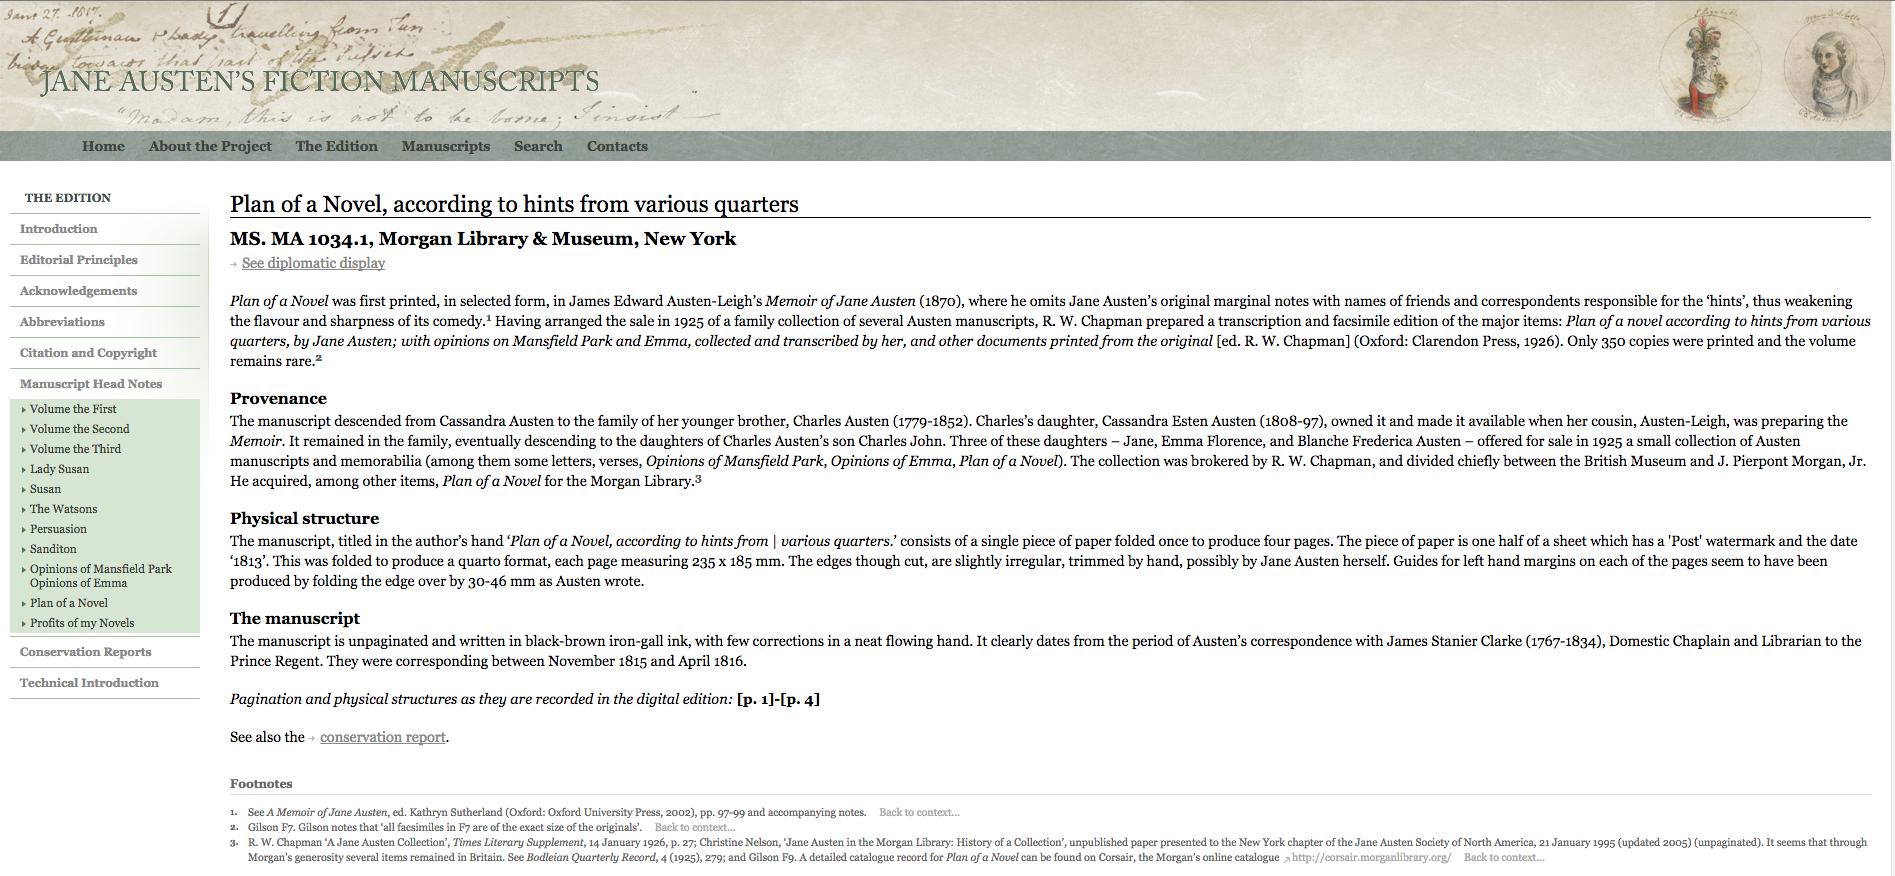 Jany 27. - 1817.
A Gentleman & Lady travelling from Tun
bridge towards that part of the Sussex
JANE AUSTEN'S FICTION MANUSCRIPTS
"Madam, this is not to be borne; I insist
Home About the Project The Edition Manuscripts Search Contacts
THE EDITION
Introduction
Editorial Principles
Acknowledgements
Abbreviations
Citation and Copyright
Manuscript Head Notes
Volume the First
Volume the Second
Volume the Third
Lady Susan
Susan
The Watsons
Persuasion
Sanditon
Opinions of Mansfield Park
Opinions of Emma
Plan of a Novel
Profits of my Novels
Conservation Reports
Technical Introduction
Plan of a Novel, according to hints from various quarters
MS. MA 1034.1, Morgan Library & Museum, New York
→ See diplomatic display
Plan of a Novel was first printed, in selected form, in James Edward Austen-Leigh's Memoir of Jane Austen (1870), where he omits Jane Austen's original marginal notes with names of friends and correspondents responsible for the 'hints', thus weakening
the flavour and sharpness of its comedy.¹ Having arranged the sale in 1925 of a family collection of several Austen manuscripts, R. W. Chapman prepared a transcription and facsimile edition of the major items: Plan of a novel according to hints from various
quarters, by Jane Austen; with opinions on Mansfield Park and Emma, collected and transcribed by her, and other documents printed from the original [ed. R. W. Chapman] (Oxford: Clarendon Press, 1926). Only 350 copies were printed and the volume
remains rare.²
Provenance
The manuscript descended from Cassandra Austen to the family of her younger brother, Charles Austen (1779-1852). Charles's daughter, Cassandra Esten Austen (1808-97), owned it and made it available when her cousin, Austen-Leigh, was preparing the
Memoir. It remained in the family, eventually descending to the daughters of Charles Austen's son Charles John. Three of these daughters – Jane, Emma Florence, and Blanche Frederica Austen – offered for sale in 1925 a small collection of Austen
manuscripts and memorabilia (among them some letters, verses, Opinions of Mansfield Park, Opinions of Emma, Plan of a Novel). The collection was brokered by R. W. Chapman, and divided chiefly between the British Museum and J. Pierpont Morgan, Jr.
He acquired, among other items, Plan of a Novel for the Morgan Library.³
Physical structure
The manuscript, titled in the author's hand 'Plan of a Novel, according to hints from | various quarters.' consists of a single piece of paper folded once to produce four pages. The piece of paper is one half of a sheet which has a 'Post' watermark and the date
'1813'. This was folded to produce a quarto format, each page measuring 235 x 185 mm. The edges though cut, are slightly irregular, trimmed by hand, possibly by Jane Austen herself. Guides for left hand margins on each of the pages seem to have been
produced by folding the edge over by 30-46 mm as Austen wrote.
The manuscript
The manuscript is unpaginated and written in black-brown iron-gall ink, with few corrections in a neat flowing hand. It clearly dates from the period of Austen's correspondence with James Stanier Clarke (1767-1834), Domestic Chaplain and Librarian to the
Prince Regent. They were corresponding between November 1815 and April 1816.
Pagination and physical structures as they are recorded in the digital edition: [p. 1]-[p. 4]
See also the → conservation report.
Footnotes
1. See A Memoir of Jane Austen, ed. Kathryn Sutherland (Oxford: Oxford University Press, 2002), pp. 97-99 and accompanying notes. Back to context...
2. Gilson F7. Gilson notes that 'all facsimiles in F7 are of the exact size of the originals'. Back to context...
3. R. W. Chapman 'A Jane Austen Collection', Times Literary Supplement, 14 January 1926, p. 27; Christine Nelson, 'Jane Austen in the Morgan Library: History of a Collection', unpublished paper presented to the New York chapter of the Jane Austen Society of North America, 21 January 1995 (updated 2005) (unpaginated). It seems that through
Morgan's generosity several items remained in Britain. See Bodleian Quarterly Record, 4 (1925), 279; and Gilson F9. A detailed catalogue record for Plan of a Novel can be found on Corsair, the Morgan's online catalogue http://corsair.morganlibrary.org/ Back to context...